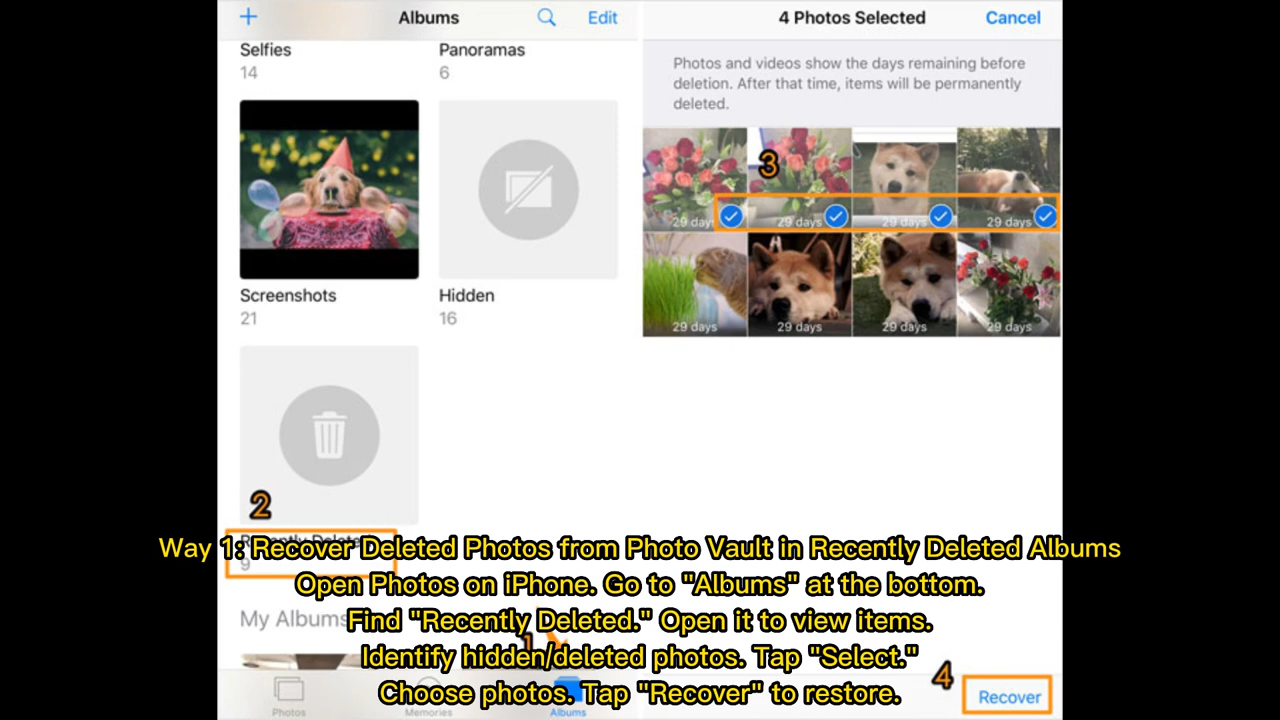 Albums
Edit
Selfies
14
Panoramas
6
Screenshots
21
Hidden
16
2
9
My Albums
1
Photos
Memories
Albums
4 Photos Selected
Cancel
Photos and videos show the days remaining before
deletion. After that time, items will be permanently
deleted.
3
29 days
29 days
29 days
29 days
29 days
29 days
29 days
29 days
4
Recover
Way 1: Recover Deleted Photos from Photo Vault in Recently Deleted Albums
Open Photos on iPhone. Go to "Albums" at the bottom.
Find "Recently Deleted." Open it to view items.
Identify hidden/deleted photos. Tap "Select."
Choose photos. Tap "Recover" to restore.